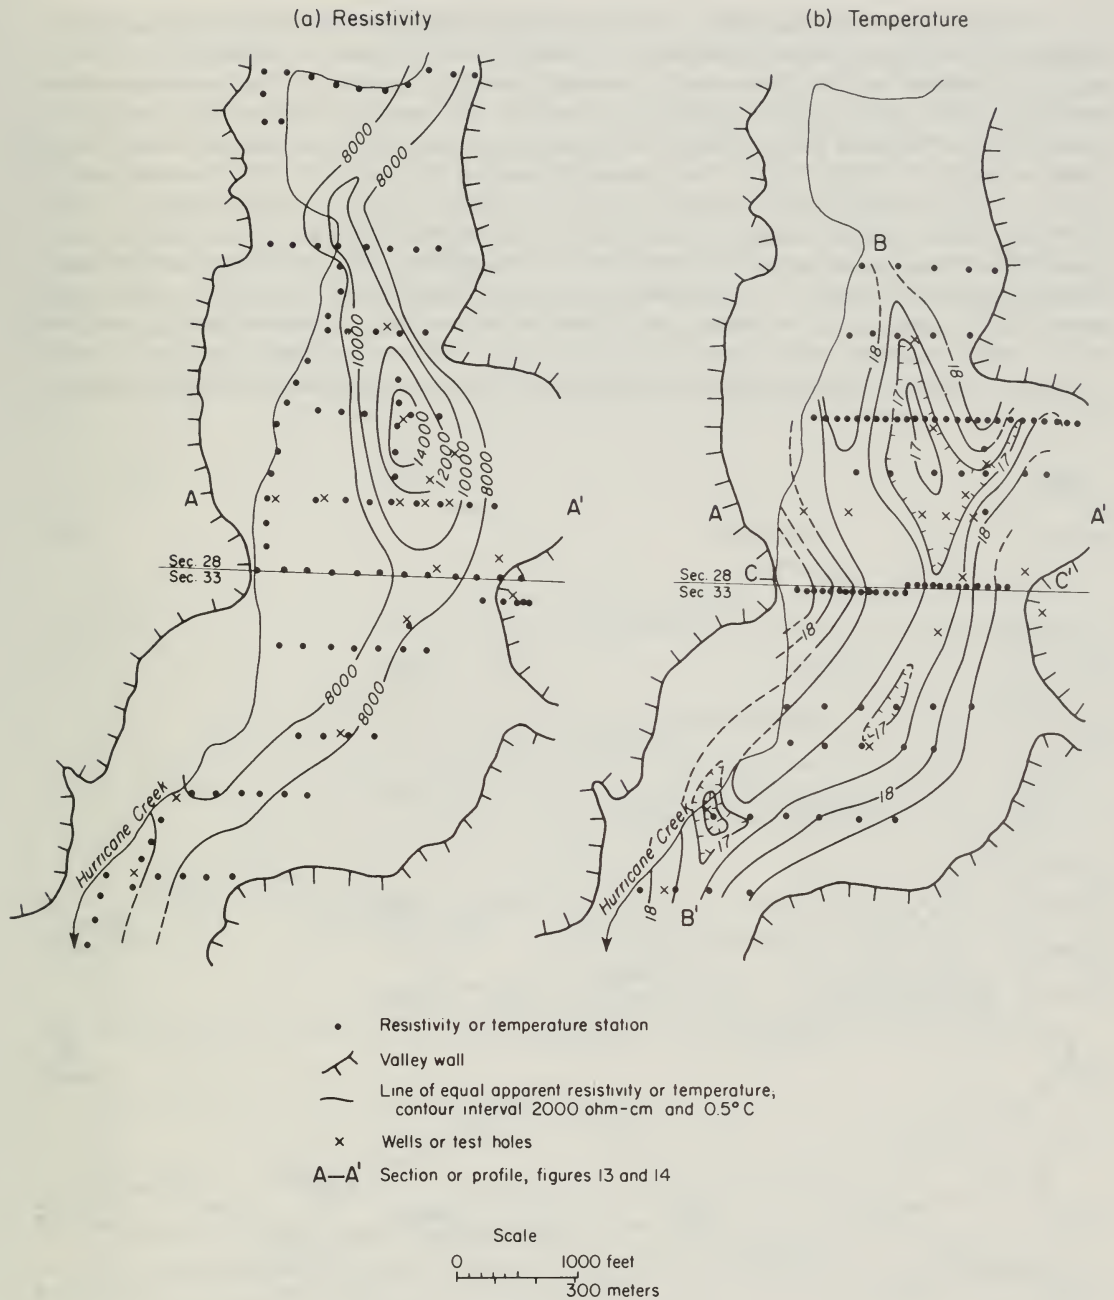 (a) Resistivity
(b) Temperature
8000
8000
10000
14000
12000
10000
8000
A
A'
Sec. 28
Sec. 33
8000
8000
Hurricane Creek
B
18
18
17
17
17
A
A'
18
Sec. 28
Sec. 33
C
C'
18
17
18
17
Hurricane Creek
18
B'
Resistivity or temperature station
Valley wall
Line of equal apparent resistivity or temperature;
contour interval 2000 ohm-cm and 0.5° C
Wells or test holes
A—A' Section or profile, figures 13 and 14
Scale
0 1000 feet
300 meters